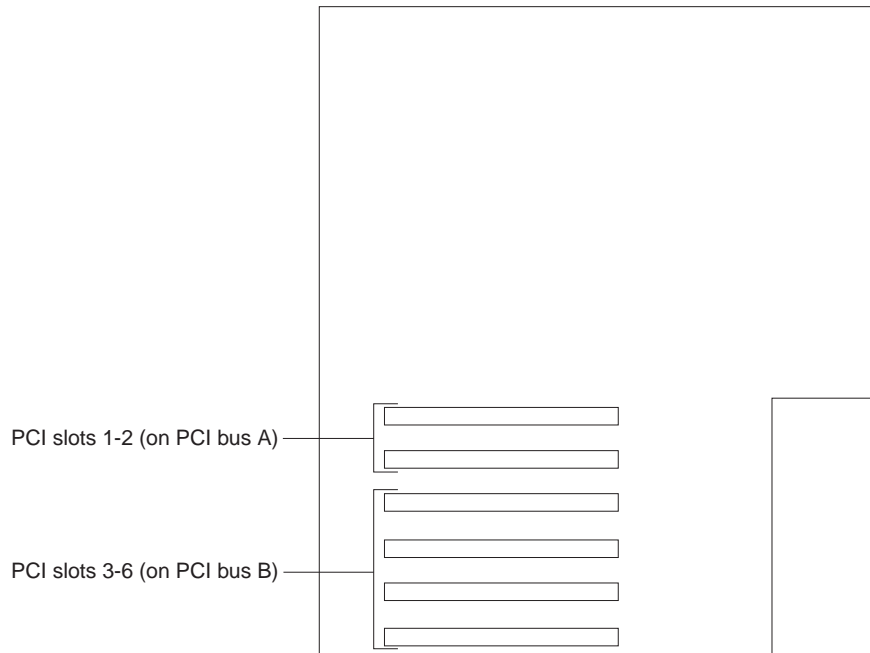 PCI slots 1-2 (on PCI bus A)
PCI slots 3-6 (on PCI bus B)